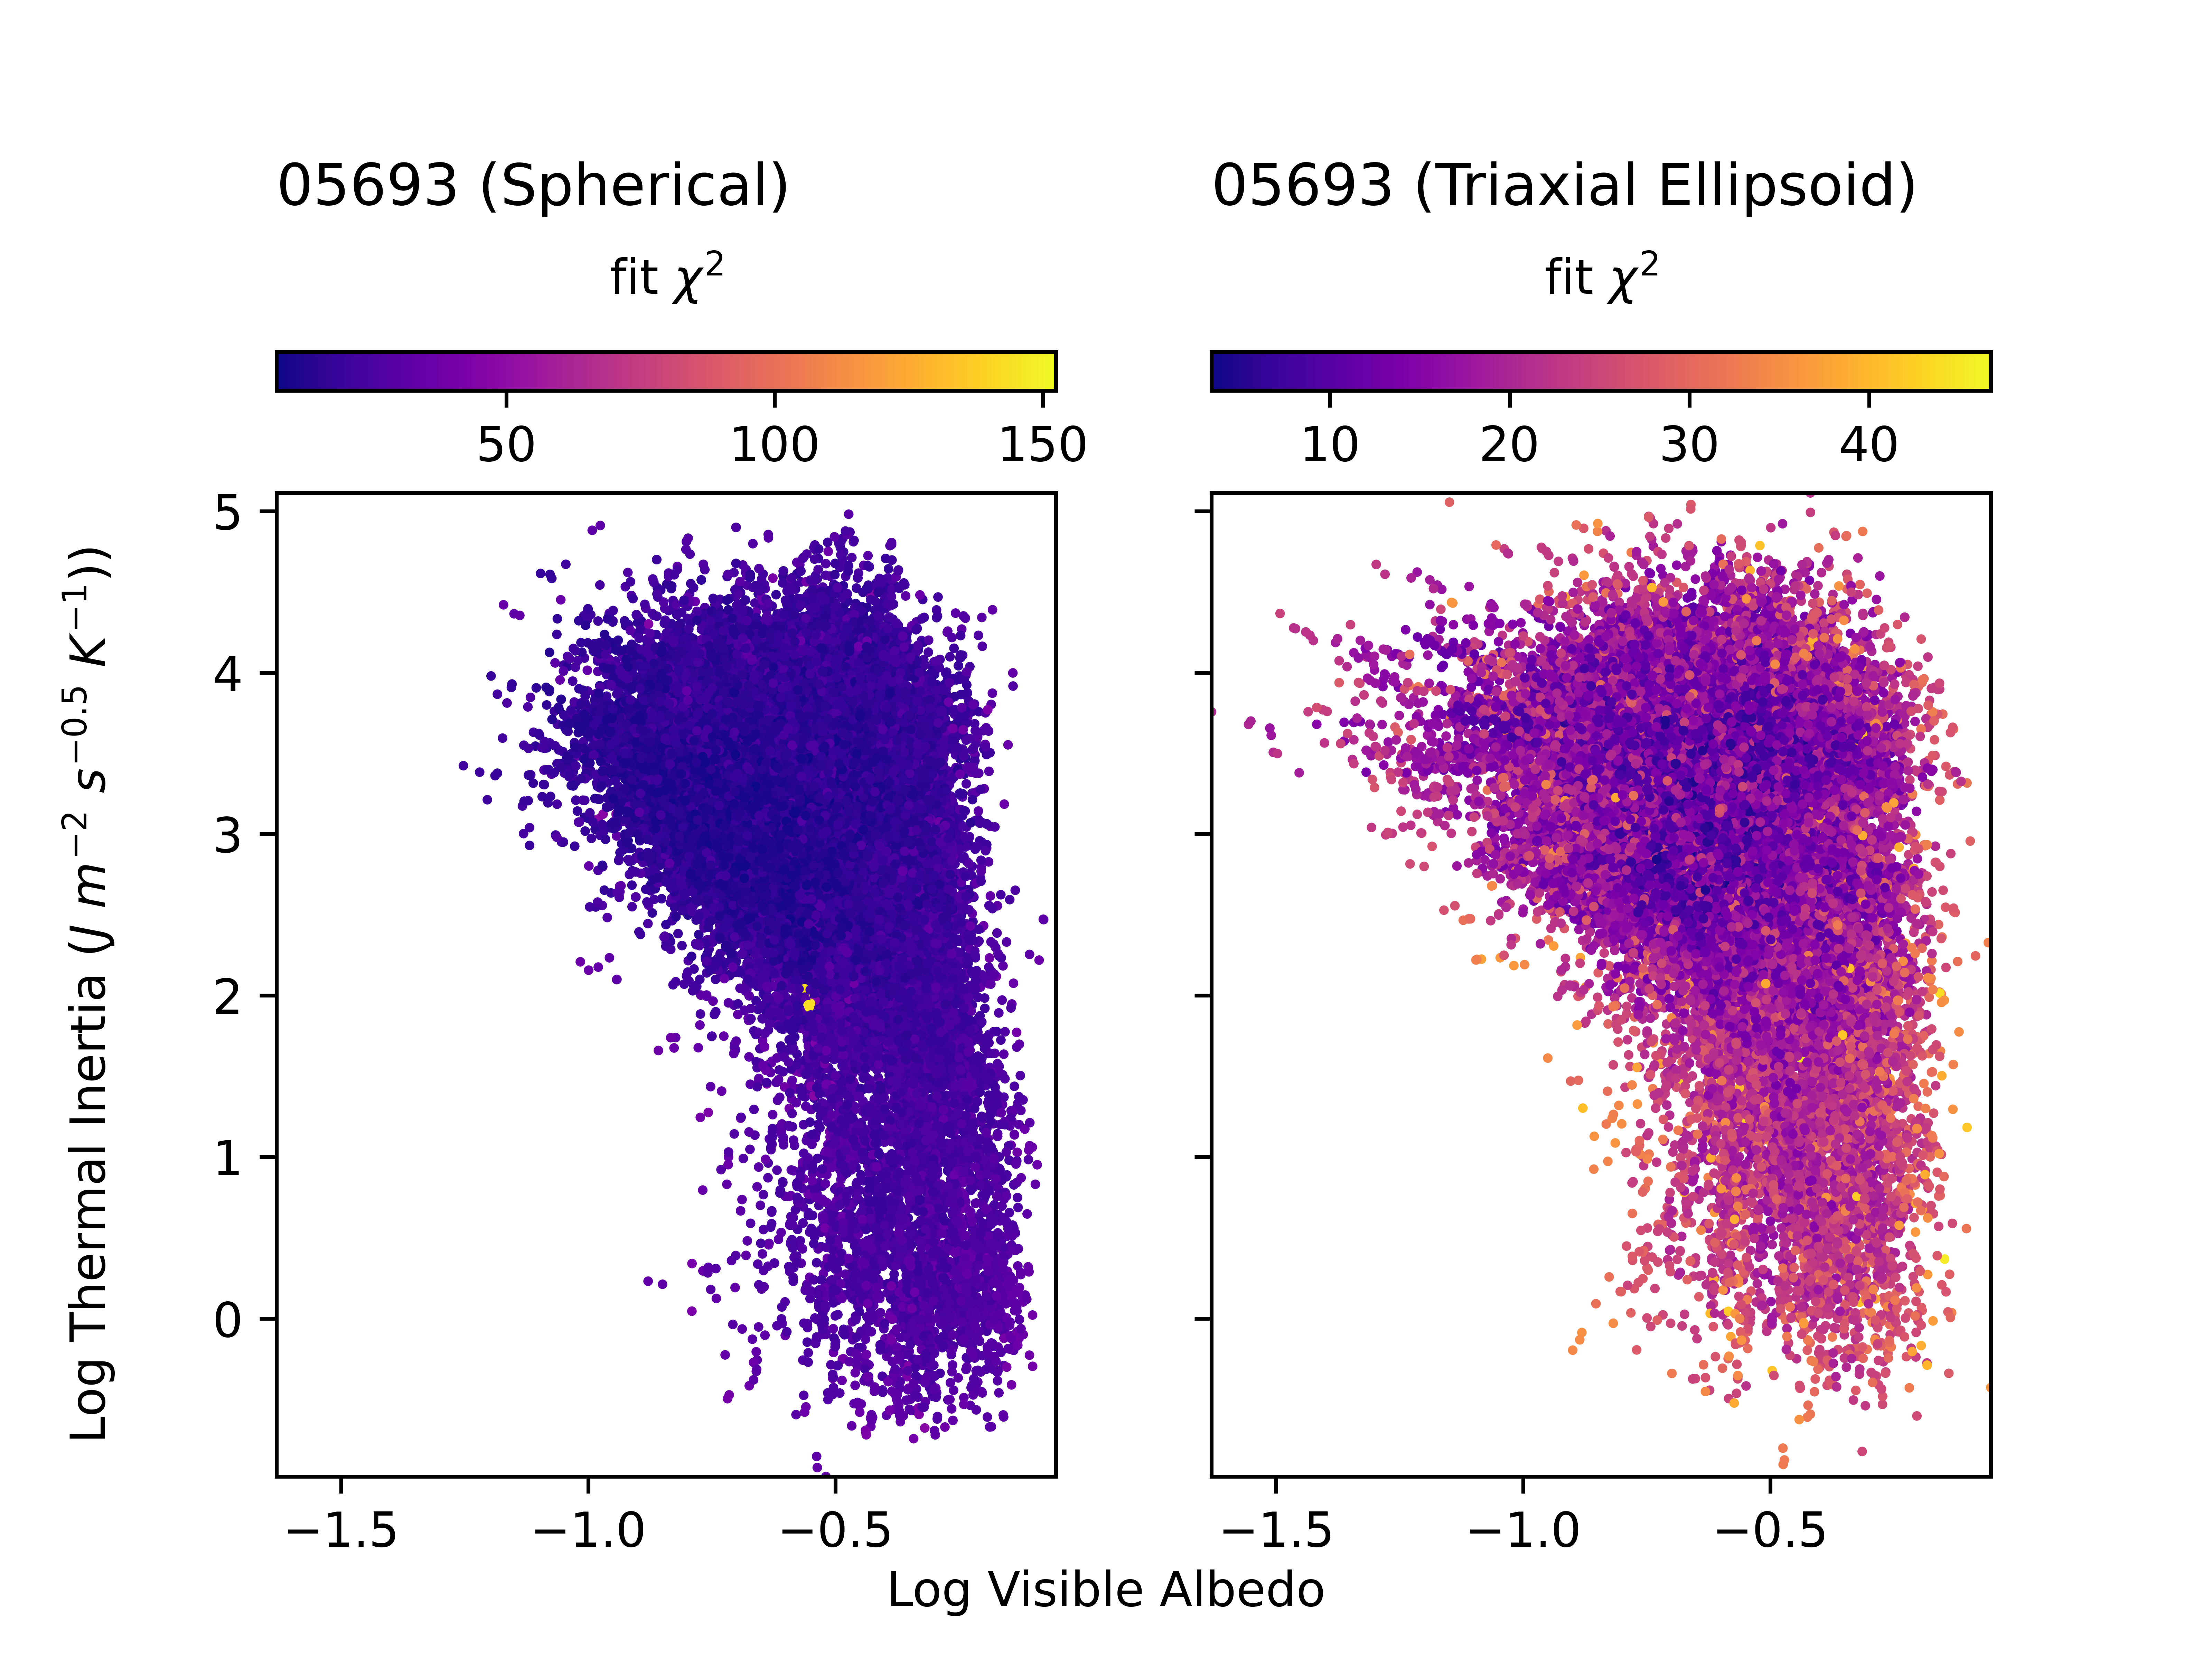 05693 (Spherical)
05693 (Triaxial Ellipsoid)
fit χ²
fit χ²
50 100 150
10 20 30 40
5
4
3
2
1
0
Log Thermal Inertia (J m⁻² s⁻⁰·⁵ K⁻¹))
−1.5 −1.0 −0.5
−1.5 −1.0 −0.5
Log Visible Albedo